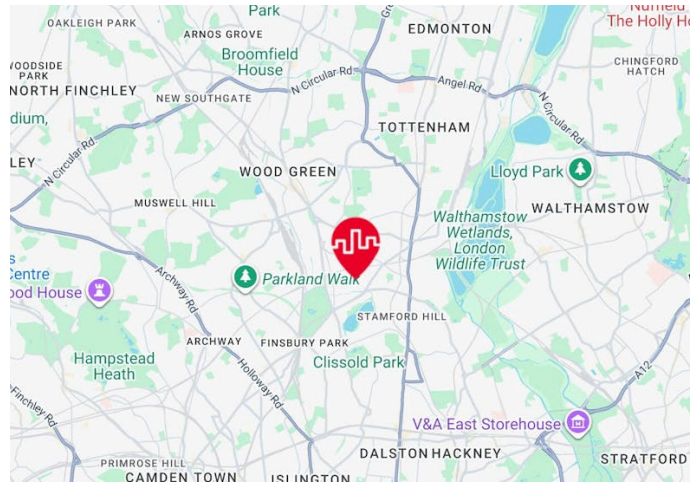 OAKLEIGH PARK
Park
ARNOS GROVE
EDMONTON
Nuffield
The Holly Ho
Broomfield
House
WOODSIDE
PARK
NORTH FINCHLEY
N Circular Rd
Angel Rd
CHINGFORD
HATCH
NEW SOUTHGATE
N Circular Rd
dium,
TOTTENHAM
LEY
N Circular Rd
WOOD GREEN
Lloyd Park
MUSWELL HILL
WALTHAMSTOW
Walthamstow
Wetlands,
London
Wildlife Trust
s
Centre
ood House
Archway Rd
Parkland Walk
STAMFORD HILL
ARCHWAY
FINSBURY PARK
Hampstead
Heath
Clissold Park
Holloway Rd
A12
Finchley Rd
V&A East Storehouse
DALSTON
HACKNEY
STRATFORD
PRIMROSE HILL
CAMDEN TOWN
ISLINGTON